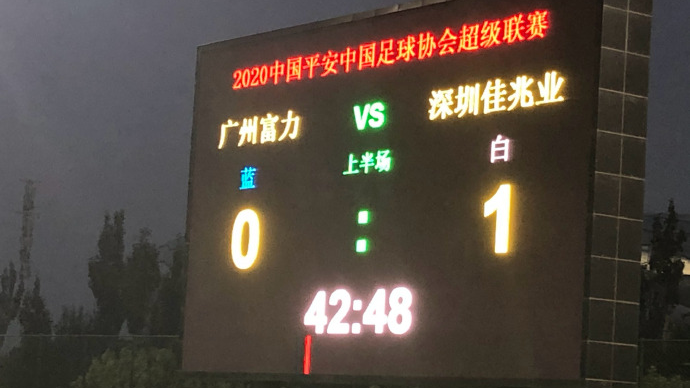 2020中国平安中国足球协会超级联赛
广州富力 VS 深圳佳兆业
蓝 上半场 白
0 : 1
42:48